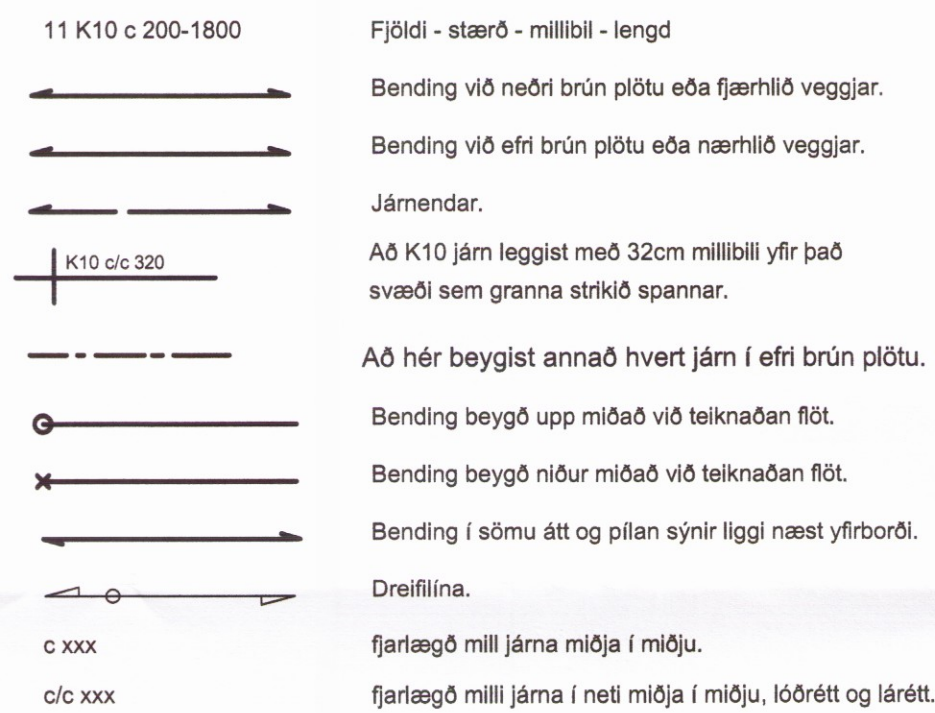 11 K10 c 200-1800 Fjöldi - stærð - millibil - lengd
Bending við neðri brún plötu eða fjærhlið veggjar.
Bending við efri brún plötu eða nærhlið veggjar.
Járnendar.
K10 c/c 320 Að K10 járn leggist með 32cm millibili yfir það
svæði sem granna strikið spannar.
Að hér beygist annað hvert járn í efri brún plötu.
Bending beygð upp miðað við teiknaðan flöt.
Bending beygð niður miðað við teiknaðan flöt.
Bending í sömu átt og pílan sýnir liggi næst yfirborði.
Dreifilína.
c xxx fjarlægð mill járna miðja í miðju.
c/c xxx fjarlægð milli járna í neti miðja í miðju, lóðrétt og lárétt.